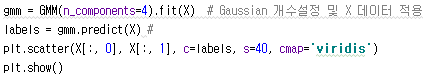 gmm = GMM(n_components=4).fit(X)  # Gaussian 개수설정 및 X 데이터 적용
labels = gmm.predict(X) #
plt.scatter(X[:, 0], X[:, 1], c=labels, s=40, cmap='viridis')
plt.show()